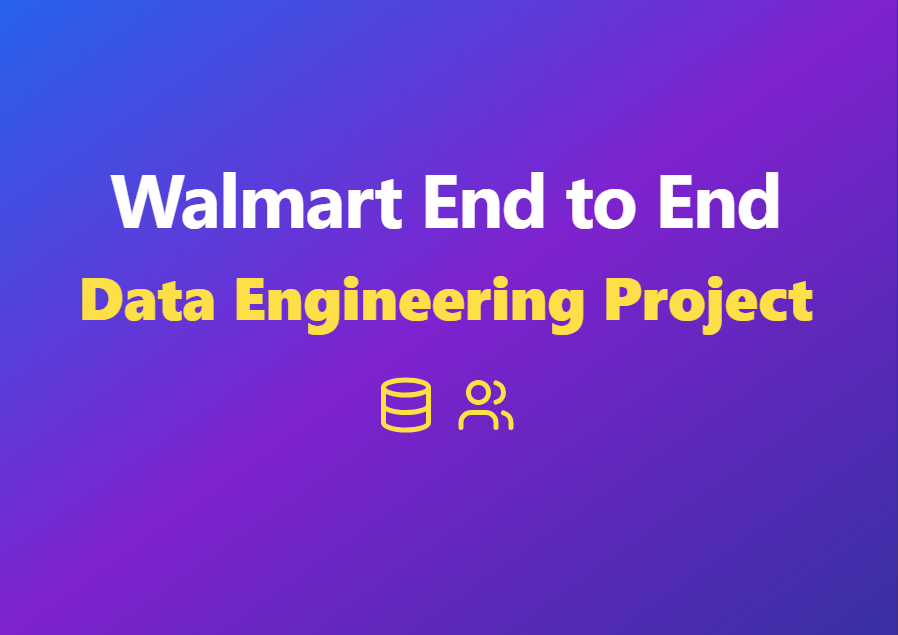 Walmart End to End
Data Engineering Project